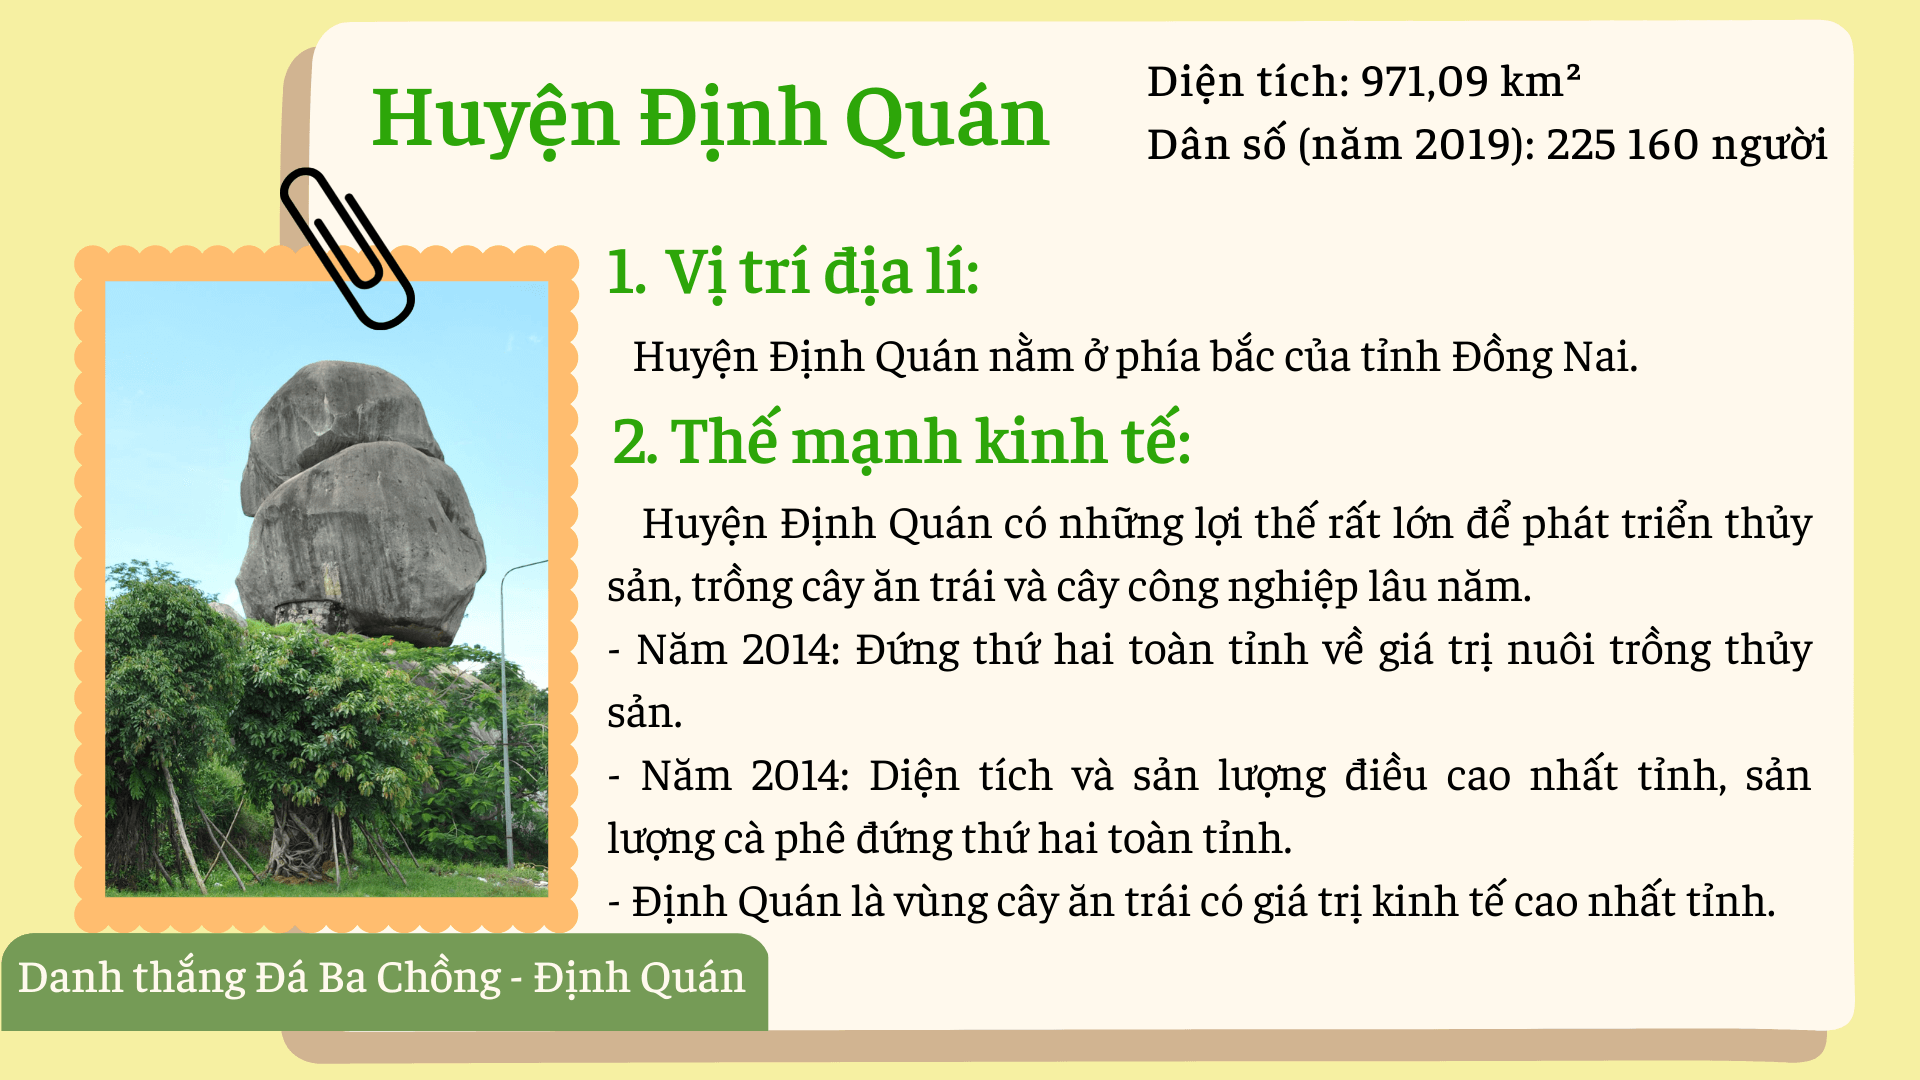 Huyện Định Quán
Diện tích: 971,09 km²
Dân số (năm 2019): 225 160 người
1. Vị trí địa lí:
Huyện Định Quán nằm ở phía bắc của tỉnh Đồng Nai.
2. Thế mạnh kinh tế:
Huyện Định Quán có những lợi thế rất lớn để phát triển thủy
sản, trồng cây ăn trái và cây công nghiệp lâu năm.
- Năm 2014: Đứng thứ hai toàn tỉnh về giá trị nuôi trồng thủy
sản.
- Năm 2014: Diện tích và sản lượng điều cao nhất tỉnh, sản
lượng cà phê đứng thứ hai toàn tỉnh.
- Định Quán là vùng cây ăn trái có giá trị kinh tế cao nhất tỉnh.
Danh thắng Đá Ba Chồng - Định Quán